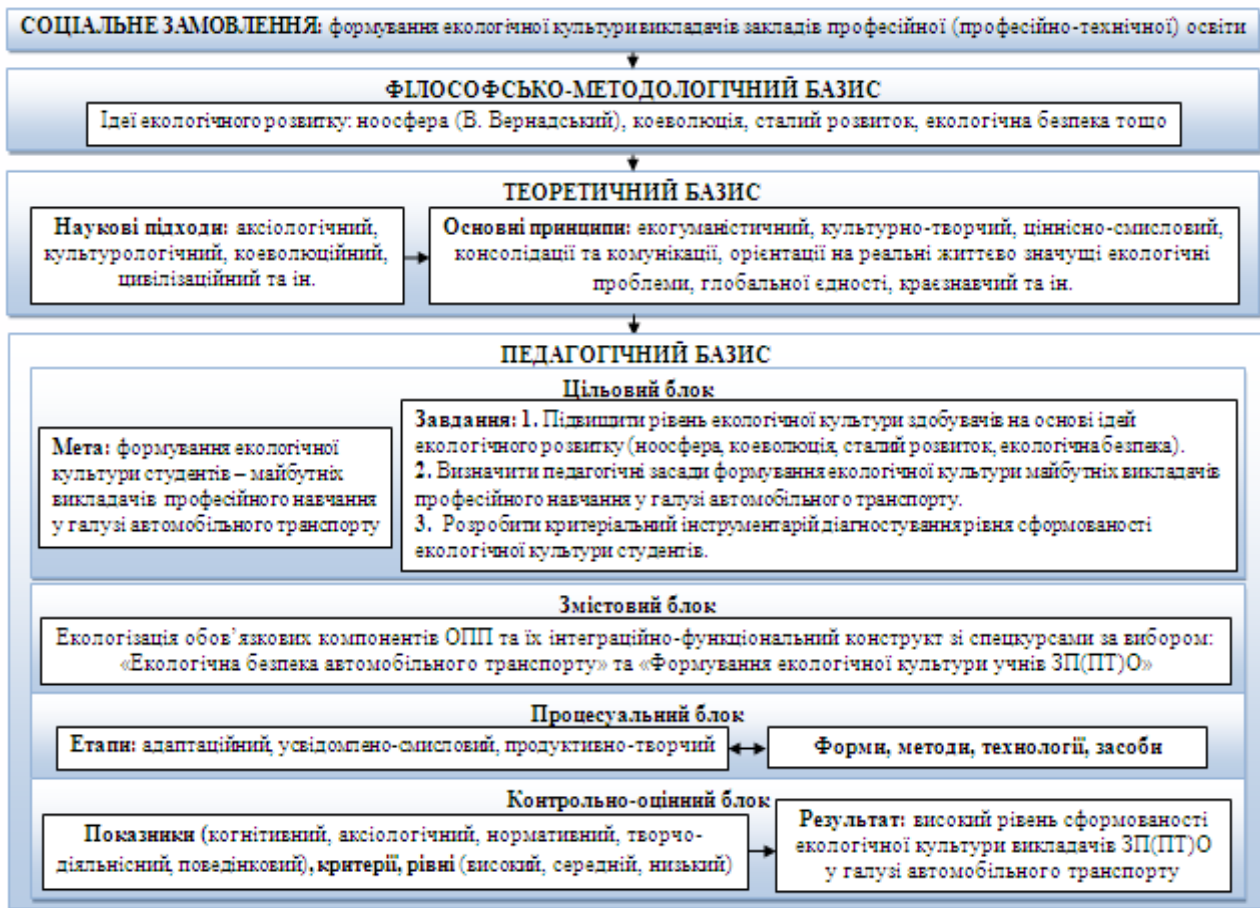 СОЦІАЛЬНЕ ЗАМОВЛЕННЯ: формування екологічної культури викладачів закладів професійної (професійно-технічної) освіти
ФІЛОСОФСЬКО-МЕТОДОЛОГІЧНИЙ БАЗИС
Ідеї екологічного розвитку: ноосфера (В. Вернадський), коеволюція, сталий розвиток, екологічна безпека тощо
ТЕОРЕТИЧНИЙ БАЗИС
Наукові підходи: аксіологічний,
культурологічний, коеволюційний,
цивілізаційний та ін.
Основні принципи: екогуманістичний, культурно-творчий, ціннісно-смисловий,
консолідації та комунікації, орієнтації на реальні життєво значущі екологічні
проблеми, глобальної єдності, краєзнавчий та ін.
ПЕДАГОГІЧНИЙ БАЗИС
Цільовий блок
Мета: формування екологічної
культури студентів – майбутніх
викладачів професійного навчання
у галузі автомобільного транспорту
Завдання: 1. Підвищити рівень екологічної культури здобувачів на основі ідей
екологічного розвитку (ноосфера, коеволюція, сталий розвиток, екологічна безпека).
2. Визначити педагогічні засади формування екологічної культури майбутніх викладачів
професійного навчання у галузі автомобільного транспорту.
3. Розробити критеріальний інструментарій діагностування рівня сформованості
екологічної культури студентів.
Змістовий блок
Екологізація обов’язкових компонентів ОПП та їх інтеграційно-функціональний конструкт зі спецкурсами за вибором:
«Екологічна безпека автомобільного транспорту» та «Формування екологічної культури учнів ЗП(ПТ)О»
Процесуальний блок
Етапи: адаптаційний, усвідомлено-смисловий, продуктивно-творчий
Форми, методи, технології, засоби
Контрольно-оцінний блок
Показники (когнітивний, аксіологічний, нормативний, творчо-
діяльнісний, поведінковий), критерії, рівні (високий, середній, низький)
Результат: високий рівень сформованості
екологічної культури викладачів ЗП(ПТ)О
у галузі автомобільного транспорту